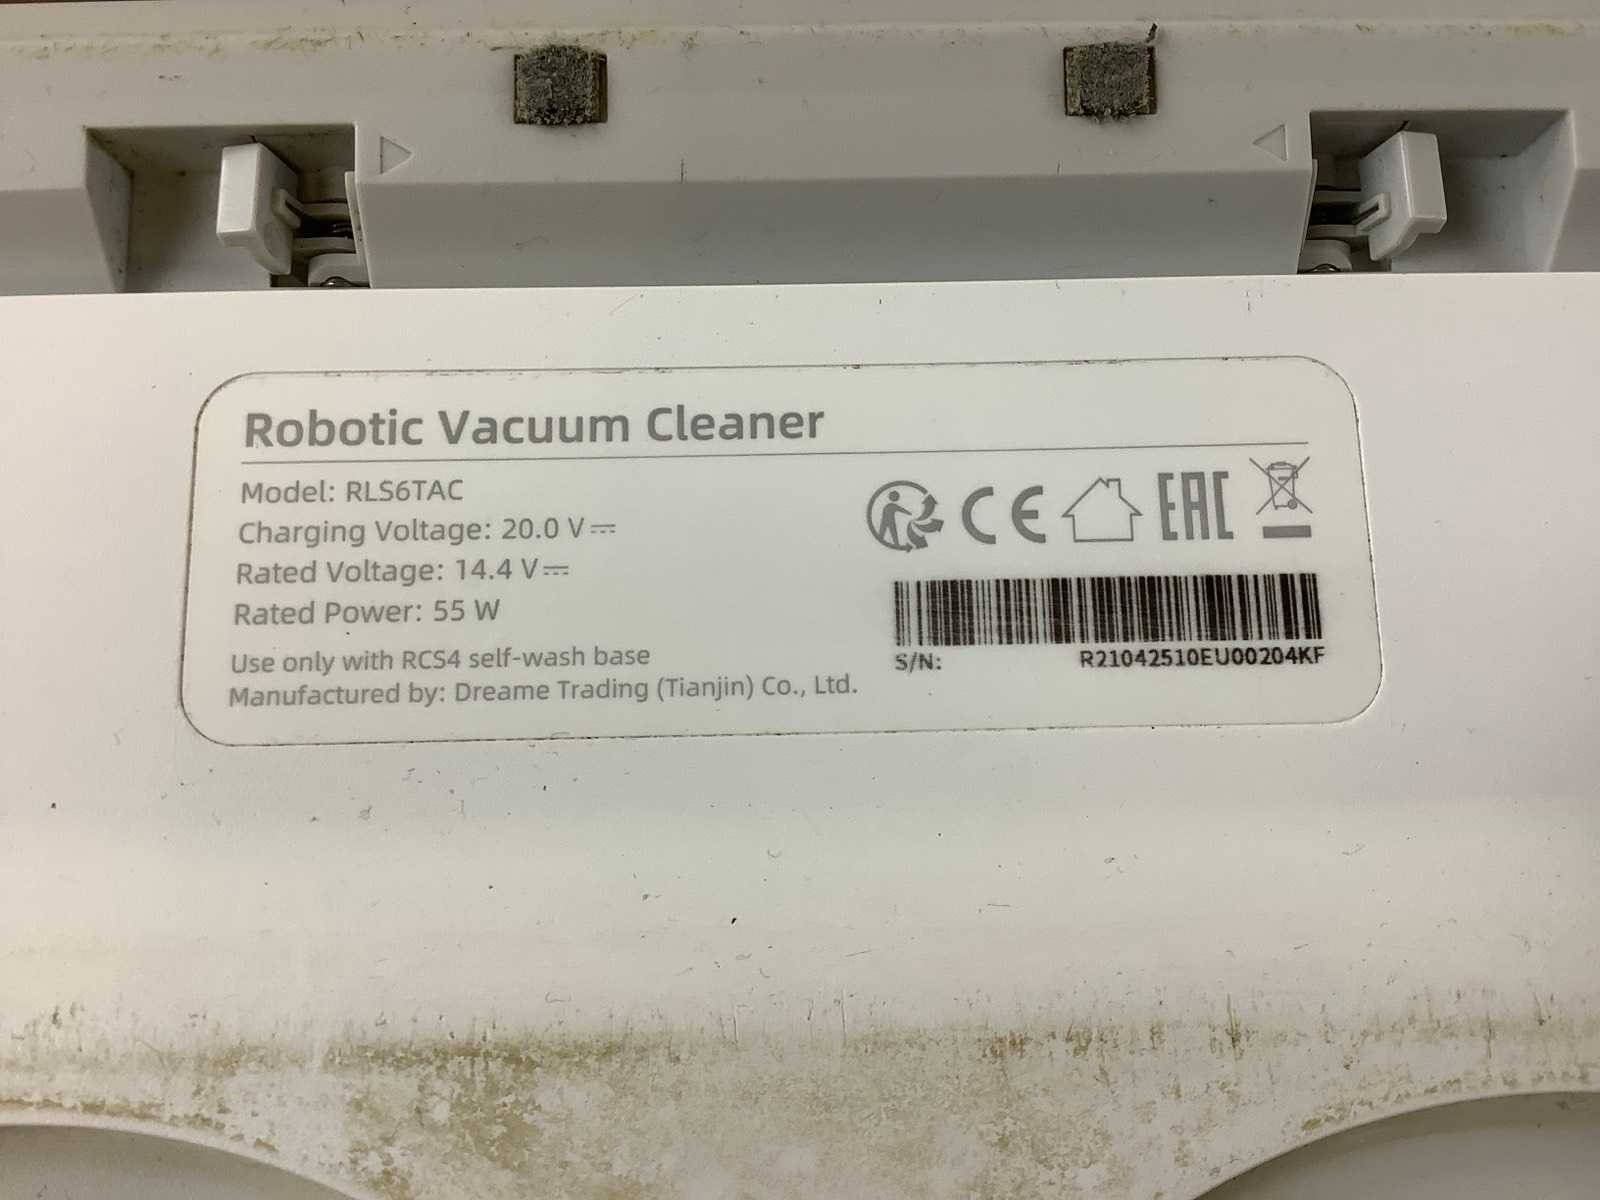 Robotic Vacuum Cleaner
Model: RLS6TAC
Charging Voltage: 20.0 V⎓
Rated Voltage: 14.4 V⎓
Rated Power: 55 W
Use only with RCS4 self-wash base
Manufactured by: Dreame Trading (Tianjin) Co., Ltd.
CE EAC
S/N: R21042510EU00204KF